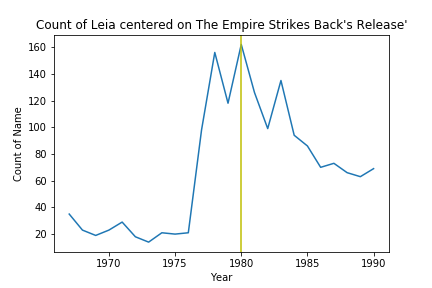 Count of Leia centered on The Empire Strikes Back's Release'
160
140
120
100
80
60
40
20
Count of Name
1970 1975 1980 1985 1990
Year